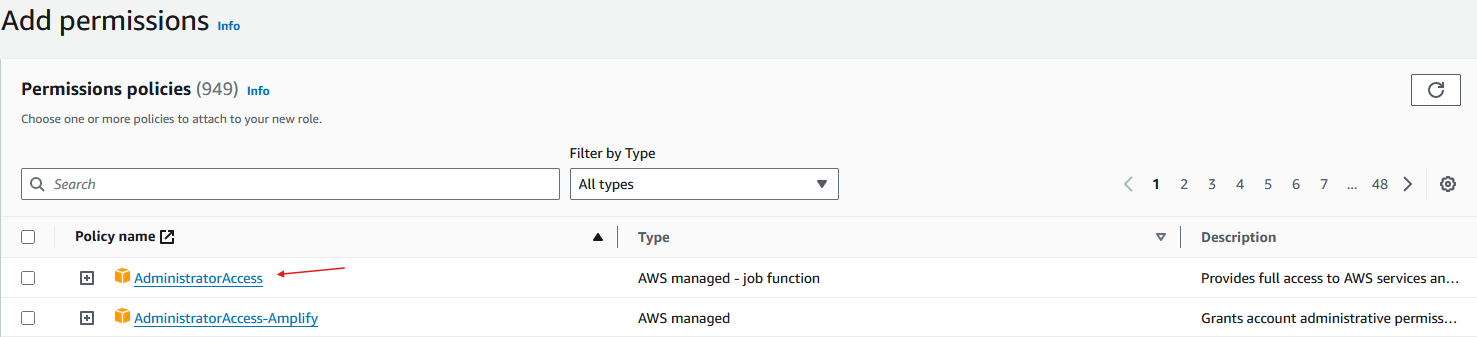 Add permissions Info
Permissions policies (949) Info
Choose one or more policies to attach to your new role.
Filter by Type
Search
All types
1 2 3 4 5 6 7 ... 48
Policy name Type Description
AdministratorAccess AWS managed - job function Provides full access to AWS services an...
AdministratorAccess-Amplify AWS managed Grants account administrative permiss...